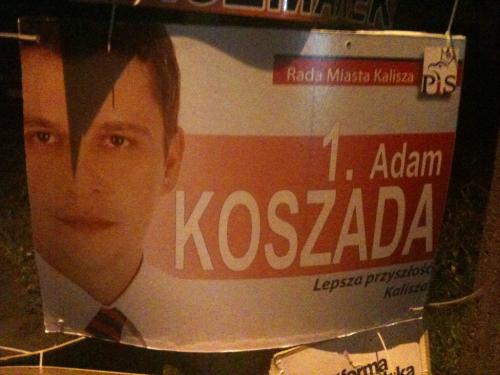 Rada Miasta Kalisza
PiS
1. Adam
KOSZADA
Lepsza przyszłość
Kalisza